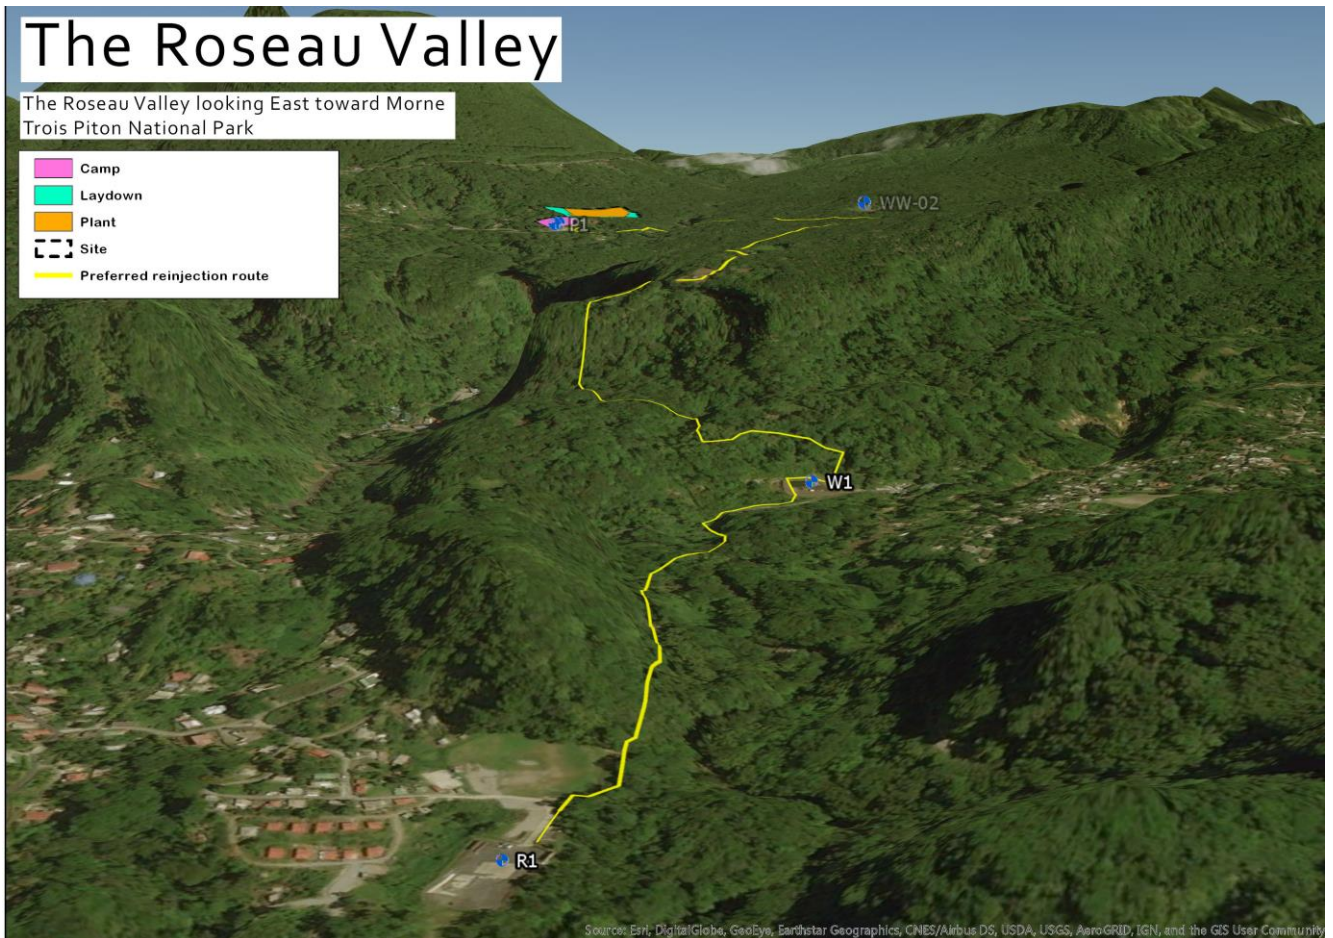 The Roseau Valley
The Roseau Valley looking East toward Morne
Trois Piton National Park
Camp
Laydown
Plant
Site
Preferred reinjection route
P1
WW-02
W1
R1
Source: Esri, DigitalGlobe, GeoEye, Earthstar Geographics, CNES/Airbus DS, USDA, USGS, AeroGRID, IGN, and the GIS User Community